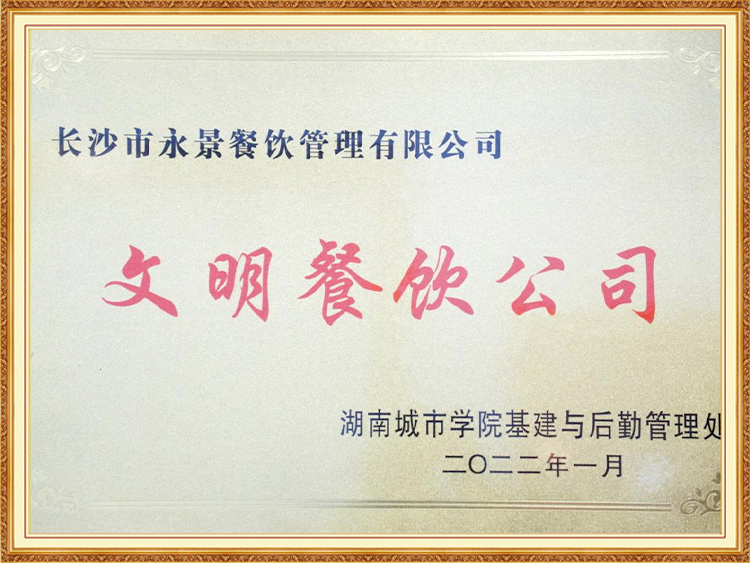 长沙市永景餐饮管理有限公司
文明餐饮公司
湖南城市学院基建与后勤管理处
二〇二二年一月